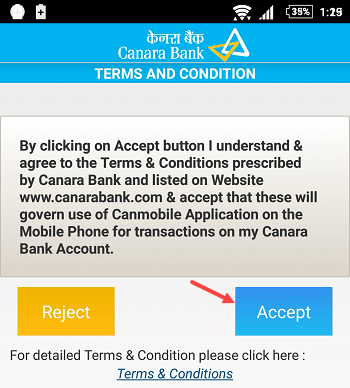 39% 1:29
केनरा बैंक
Canara Bank
TERMS AND CONDITION
By clicking on Accept button I understand &
agree to the Terms & Conditions prescribed
by Canara Bank and listed on Website
www.canarabank.com & accept that these will
govern use of Canmobile Application on the
Mobile Phone for transactions on my Canara
Bank Account.
Reject Accept
For detailed Terms & Condition please click here :
Terms & Conditions